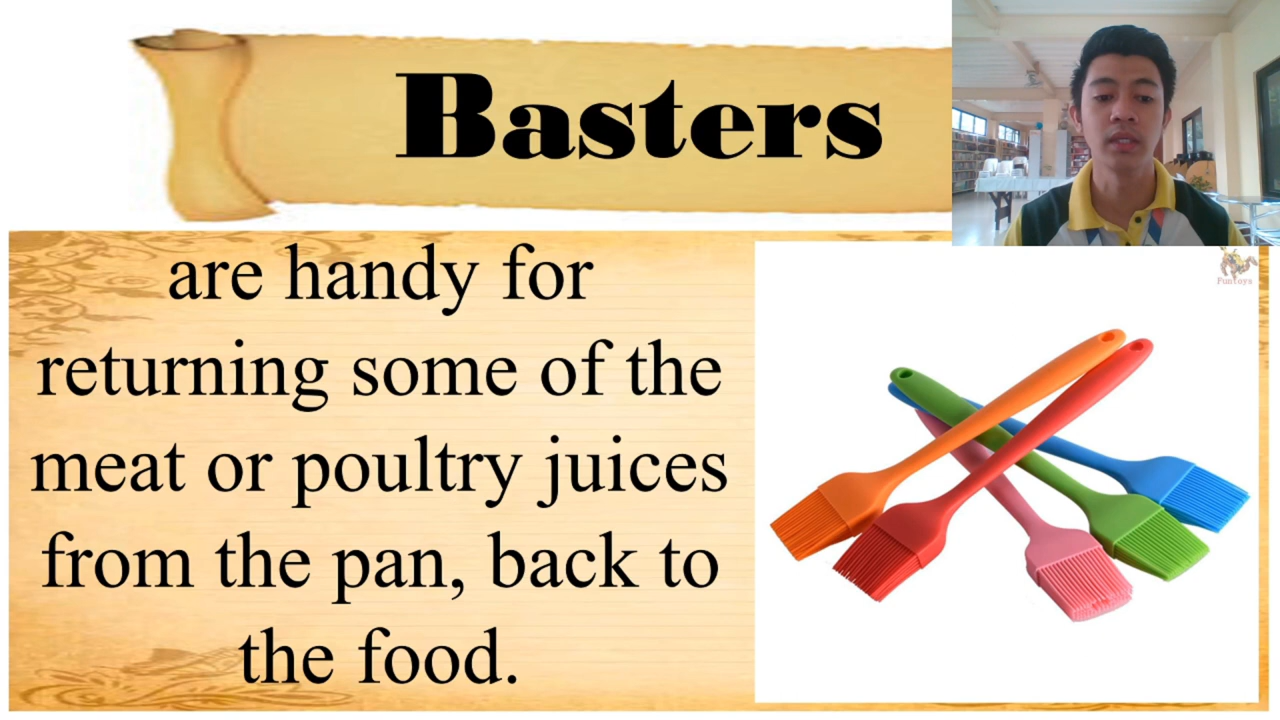 Basters
are handy for
returning some of the
meat or poultry juices
from the pan, back to
the food.
Funtoys